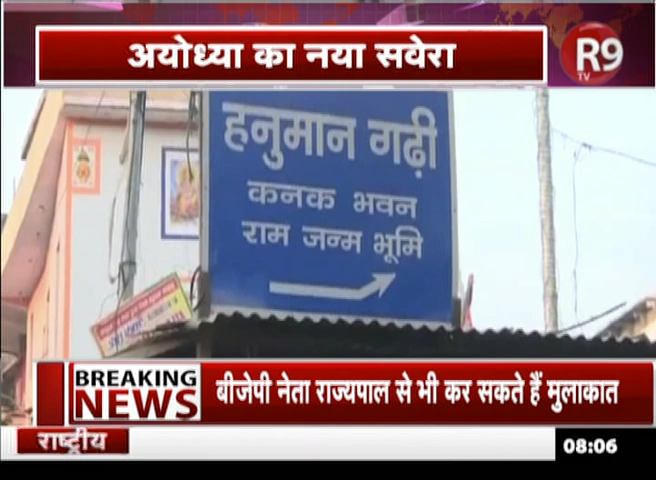 अयोध्या का नया सवेरा
R9
TV
हनुमान गढ़ी
कनक भवन
राम जन्म भूमि
BREAKING
NEWS
बीजेपी नेता राज्यपाल से भी कर सकते हैं मुलाकात
राष्ट्रीय
08:06